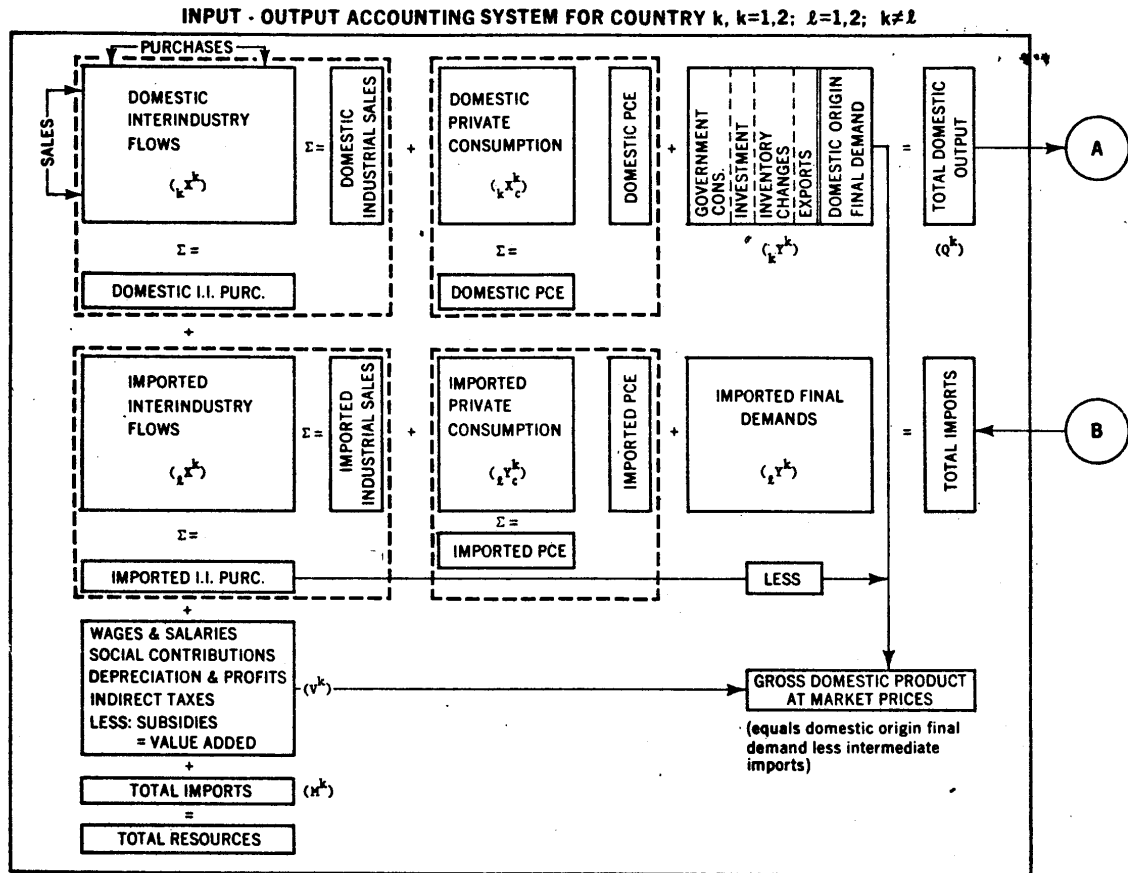 INPUT - OUTPUT ACCOUNTING SYSTEM FOR COUNTRY k, k=1,2; ℓ=1,2; k≠ℓ
PURCHASES
SALES
DOMESTIC
INTERINDUSTRY
FLOWS
(ₖXᵏ)
Σ=
DOMESTIC
INDUSTRIAL SALES
+
DOMESTIC
PRIVATE
CONSUMPTION
(ₖX_c^k)
DOMESTIC PCE
+
GOVERNMENT
CONS.
INVESTMENT
INVENTORY
CHANGES
EXPORTS
DOMESTIC ORIGIN
FINAL DEMAND
(ₖYᵏ)
=
TOTAL DOMESTIC
OUTPUT
(Qᵏ)
A
Σ =
DOMESTIC I.I. PURC.
Σ =
DOMESTIC PCE
+
IMPORTED
INTERINDUSTRY
FLOWS
(ℓXᵏ)
Σ=
IMPORTED
INDUSTRIAL SALES
+
IMPORTED
PRIVATE
CONSUMPTION
(ℓY_c^k)
IMPORTED PCE
+
IMPORTED FINAL
DEMANDS
(ℓYᵏ)
=
TOTAL IMPORTS
B
Σ=
IMPORTED I.I. PURC.
Σ =
IMPORTED PCE
LESS
+
WAGES & SALARIES
SOCIAL CONTRIBUTIONS
DEPRECIATION & PROFITS
INDIRECT TAXES
LESS: SUBSIDIES
= VALUE ADDED
(Vᵏ)
GROSS DOMESTIC PRODUCT
AT MARKET PRICES
(equals domestic origin final
demand less intermediate
imports)
+
TOTAL IMPORTS
(Mᵏ)
=
TOTAL RESOURCES